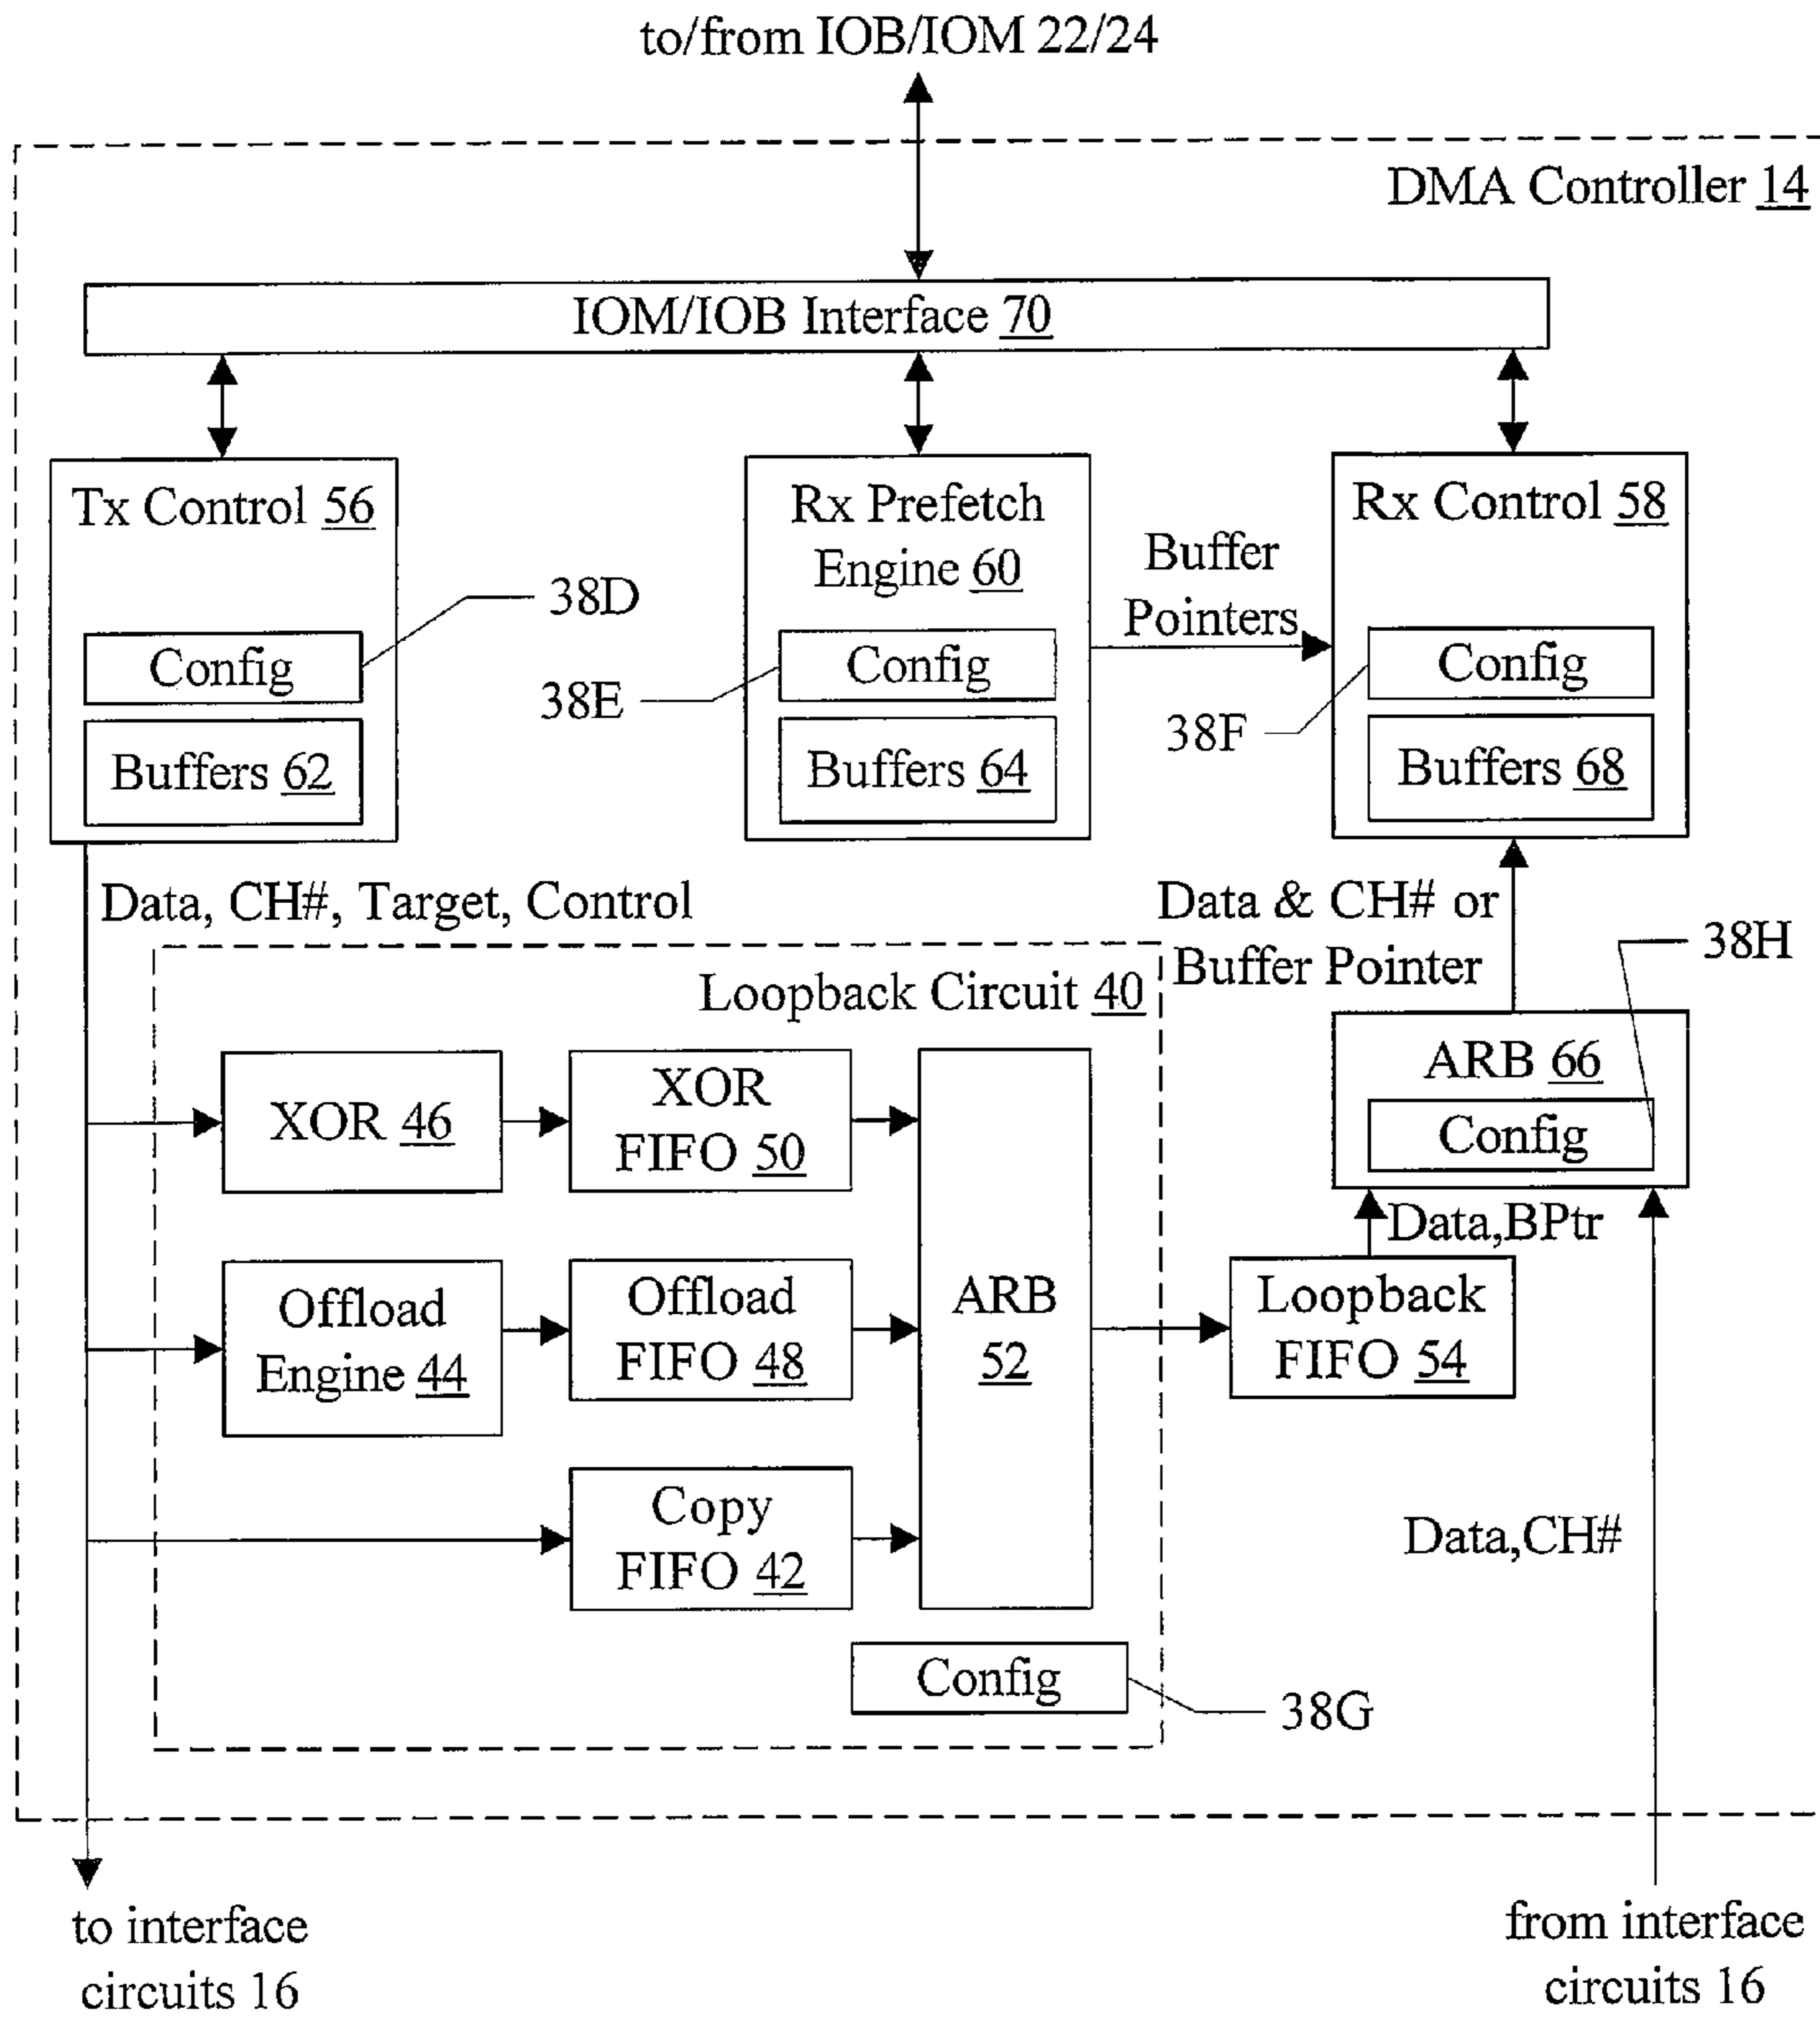 to/from IOB/IOM 22/24
DMA Controller 14
IOM/IOB Interface 70
Tx Control 56
Config
Buffers 62
38D
Rx Prefetch
Engine 60
Config
Buffers 64
38E
Buffer
Pointers
Rx Control 58
Config
Buffers 68
38F
Data, CH#, Target, Control
Data & CH# or
Buffer Pointer
38H
Loopback Circuit 40
XOR 46
XOR
FIFO 50
ARB 66
Config
Offload
Engine 44
Offload
FIFO 48
ARB
52
Data,BPtr
Loopback
FIFO 54
Copy
FIFO 42
Data,CH#
Config
38G
to interface
circuits 16
from interface
circuits 16